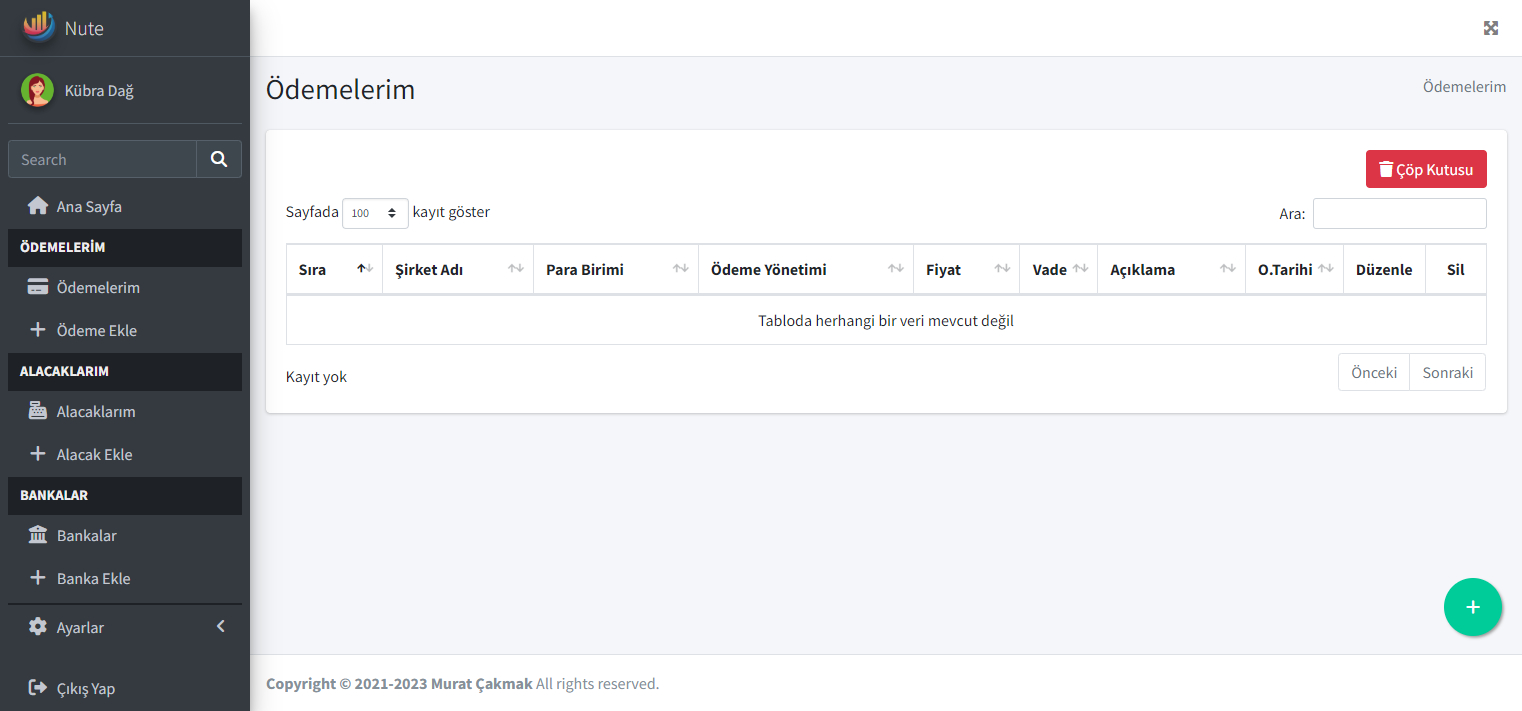 Nute
Kübra Dağ
Search
Ana Sayfa
ÖDEMELERİM
Ödemelerim
Ödeme Ekle
ALACAKLARIM
Alacaklarım
Alacak Ekle
BANKALAR
Bankalar
Banka Ekle
Ayarlar
Çıkış Yap
Ödemelerim
Ödemelerim
Çöp Kutusu
Sayfada 100 kayıt göster
Ara:
Sıra Şirket Adı Para Birimi Ödeme Yönetimi Fiyat Vade Açıklama O.Tarihi Düzenle Sil
Tabloda herhangi bir veri mevcut değil
Kayıt yok
Önceki Sonraki
Copyright © 2021-2023 Murat Çakmak All rights reserved.